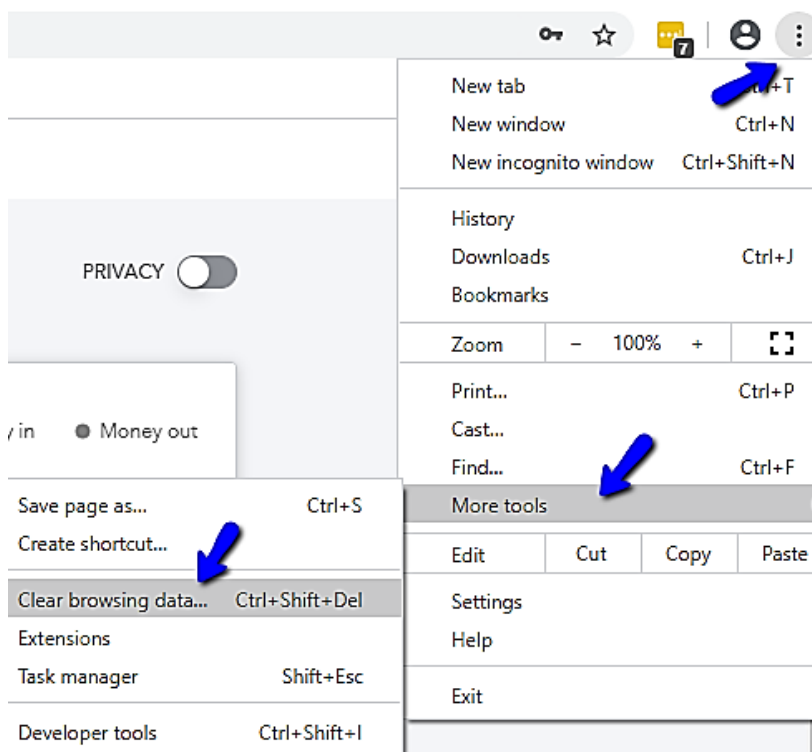 7
New tab Ctrl+T
New window Ctrl+N
New incognito window Ctrl+Shift+N
History
Downloads Ctrl+J
Bookmarks
Zoom − 100% +
Print... Ctrl+P
Cast...
Find... Ctrl+F
More tools
Edit Cut Copy Paste
Settings
Help
Exit
PRIVACY
y in Money out
Save page as... Ctrl+S
Create shortcut...
Clear browsing data... Ctrl+Shift+Del
Extensions
Task manager Shift+Esc
Developer tools Ctrl+Shift+I